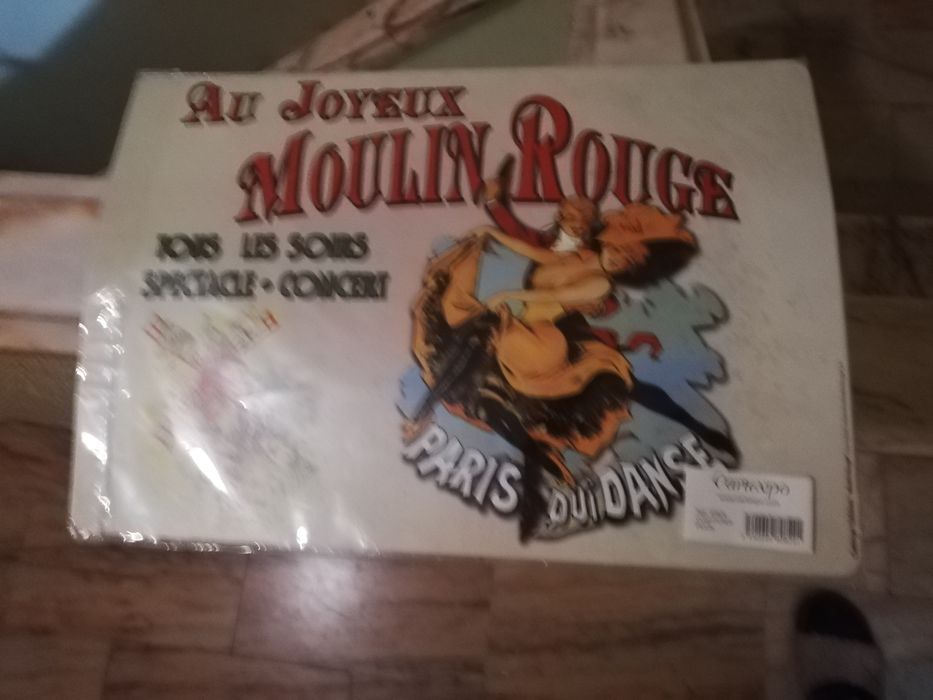 AU JOYEUX
MOULIN ROUGE
TOUS LES SOIRS
SPECTACLE - CONCERT
PARIS QUI DANSE
Cartexpo